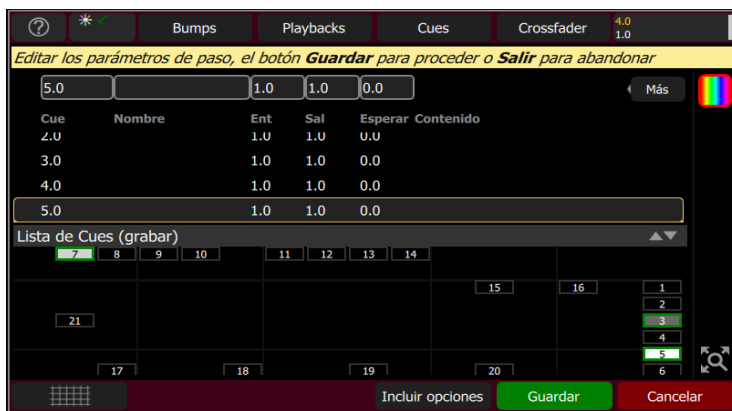 ? Bumps Playbacks Cues Crossfader 4.0
1.0
Editar los parámetros de paso, el botón Guardar para proceder o Salir para abandonar
5.0 1.0 1.0 0.0 Más
Cue Nombre Ent Sal Esperar Contenido
2.0 1.0 1.0 0.0
3.0 1.0 1.0 0.0
4.0 1.0 1.0 0.0
5.0 1.0 1.0 0.0
Lista de Cues (grabar)
7 8 9 10 11 12 13 14
15 16 1
2
21 3
4
5
17 18 19 20 6
Incluir opciones Guardar Cancelar